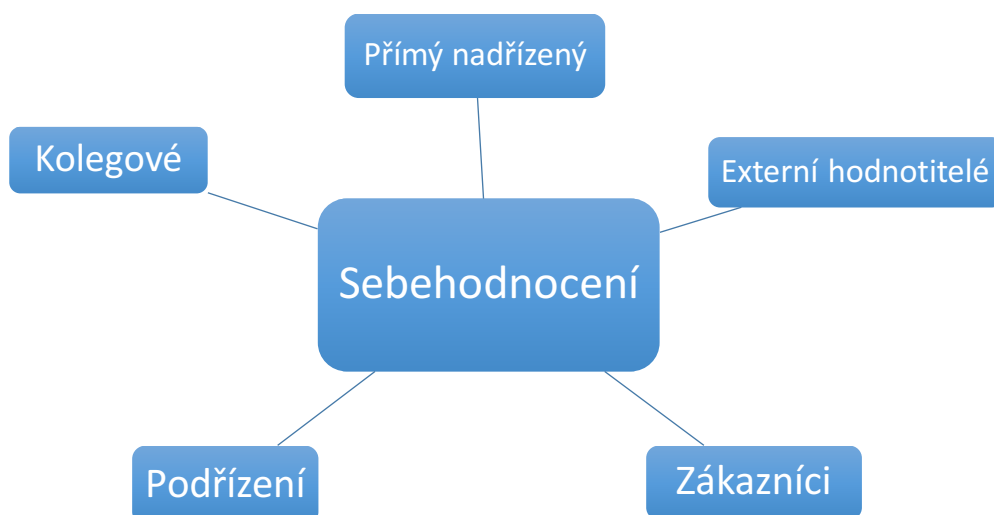 Přímý nadřízený
Kolegové
Externí hodnotitelé
Sebehodnocení
Podřízení
Zákazníci